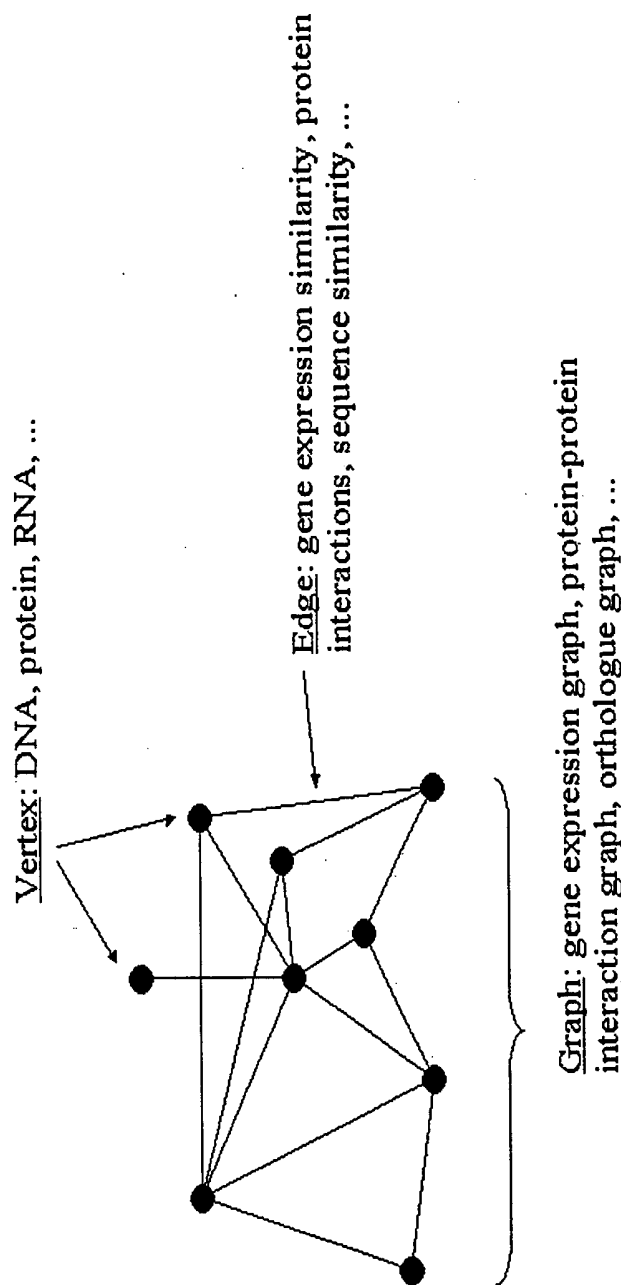 Vertex: DNA, protein, RNA, ...
Edge: gene expression similarity, protein
interactions, sequence similarity, ...
Graph: gene expression graph, protein-protein
interaction graph, orthologue graph, ...